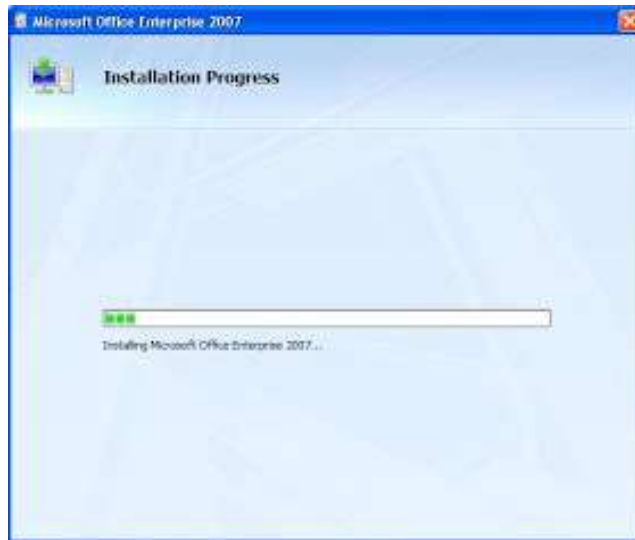 Microsoft Office Enterprise 2007
Installation Progress
Installing Microsoft Office Enterprise 2007...